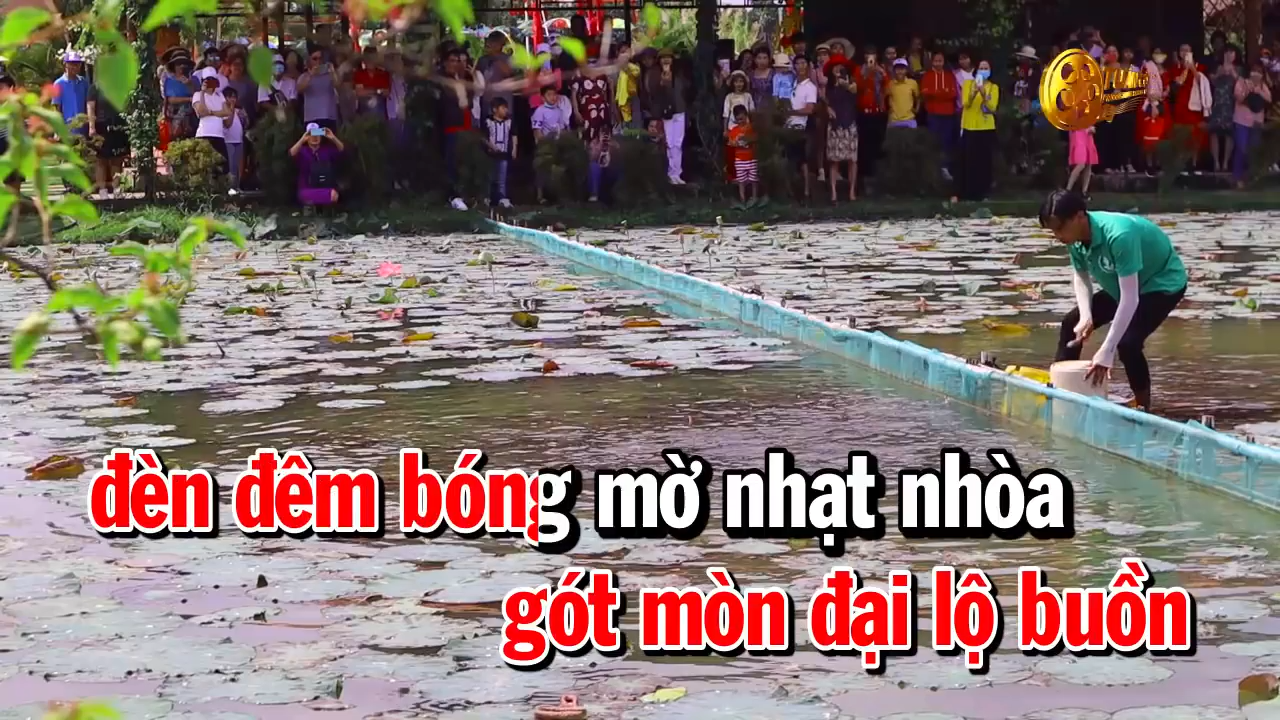 đèn đêm bóng mờ nhạt nhòa
gót mòn đại lộ buồn